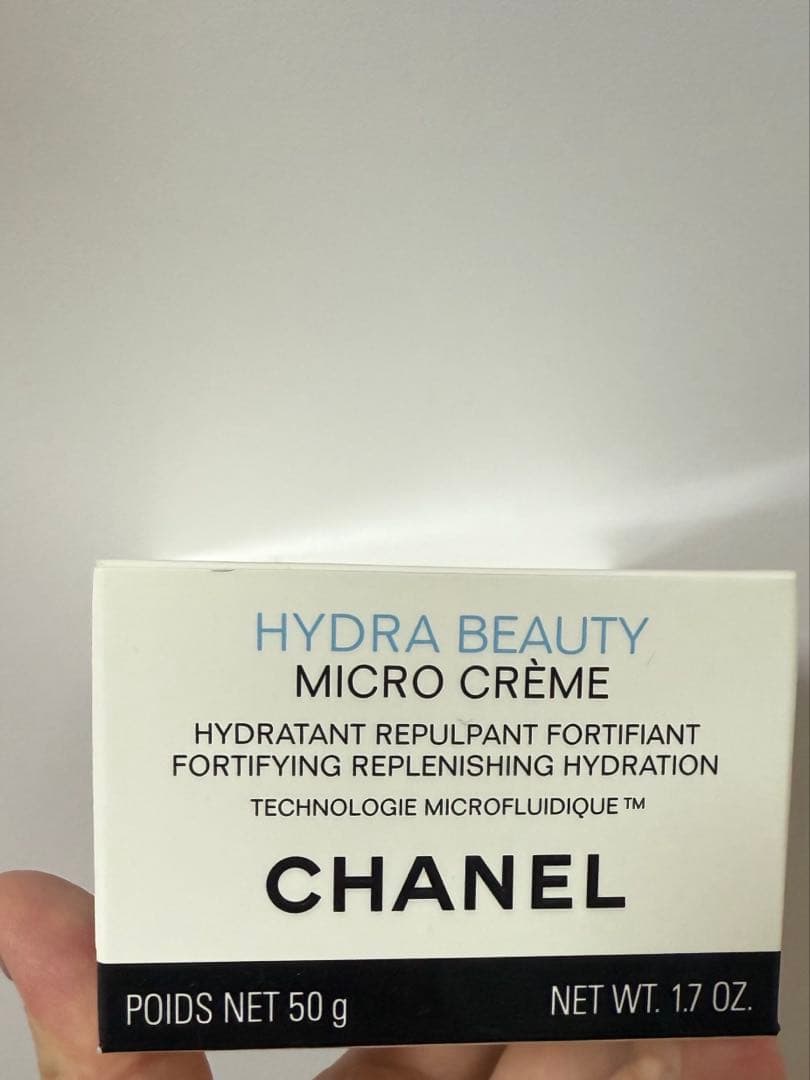 HYDRA BEAUTY
MICRO CRÈME
HYDRATANT REPULPANT FORTIFIANT
FORTIFYING REPLENISHING HYDRATION
TECHNOLOGIE MICROFLUIDIQUE™
CHANEL
POIDS NET 50 g NET WT. 1.7 OZ.